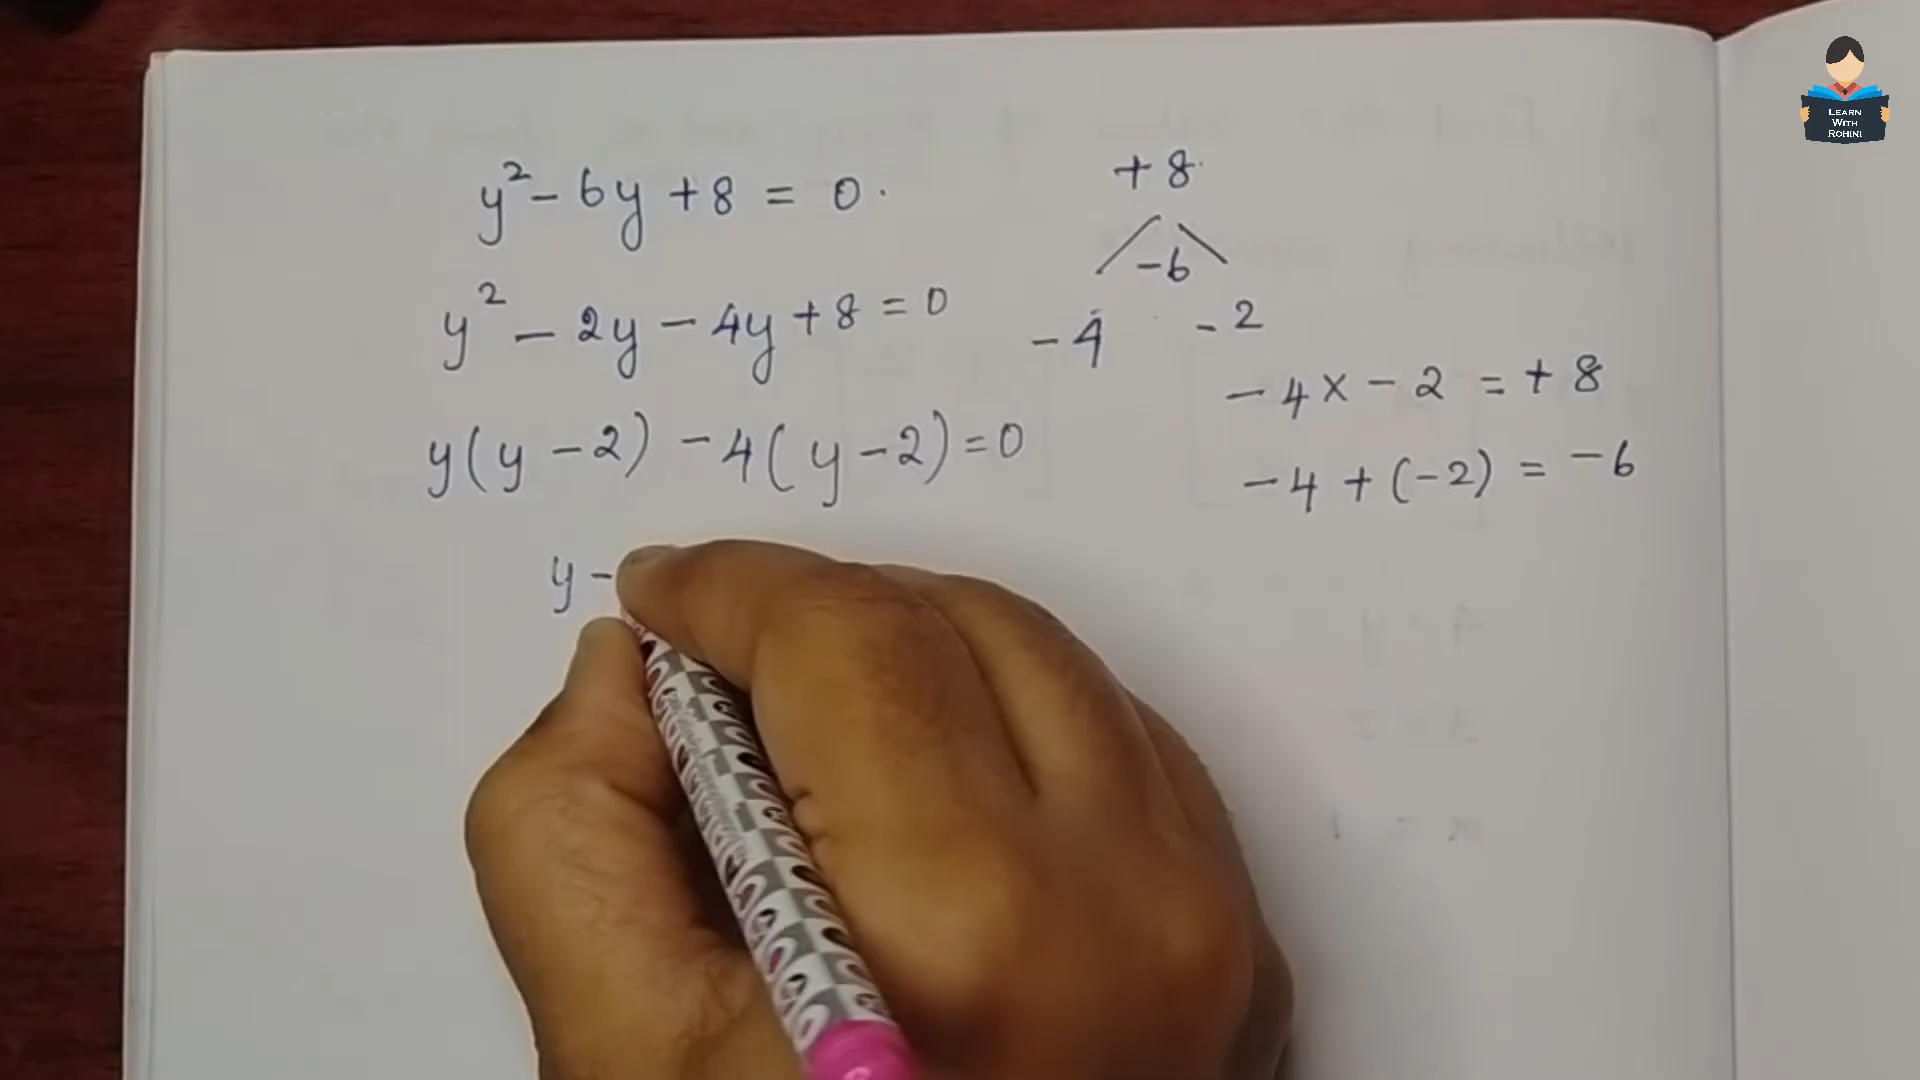 y² - 6y + 8 = 0.
y² - 2y - 4y + 8 = 0
y(y - 2) - 4(y - 2) = 0
y -
+8
-6
-4 -2
-4 x -2 = +8
-4 + (-2) = -6
LEARN
WITH
ROHINI